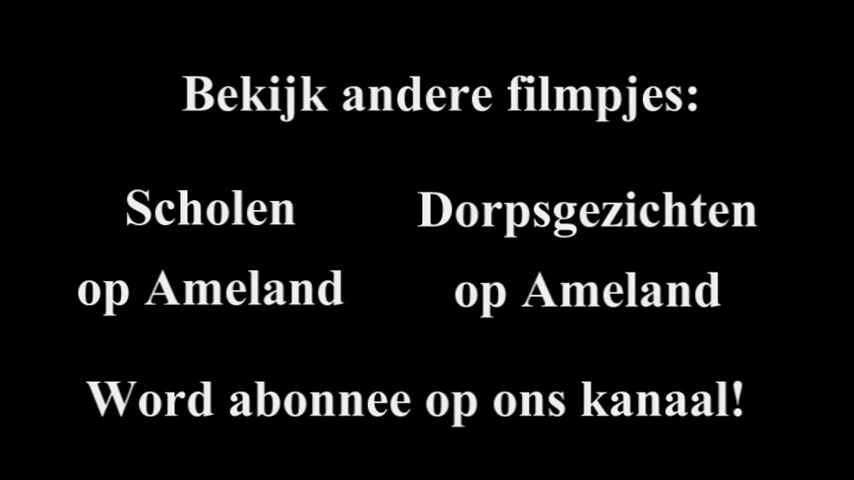 Bekijk andere filmpjes:
Scholen
op Ameland
Dorpsgezichten
op Ameland
Word abonnee op ons kanaal!